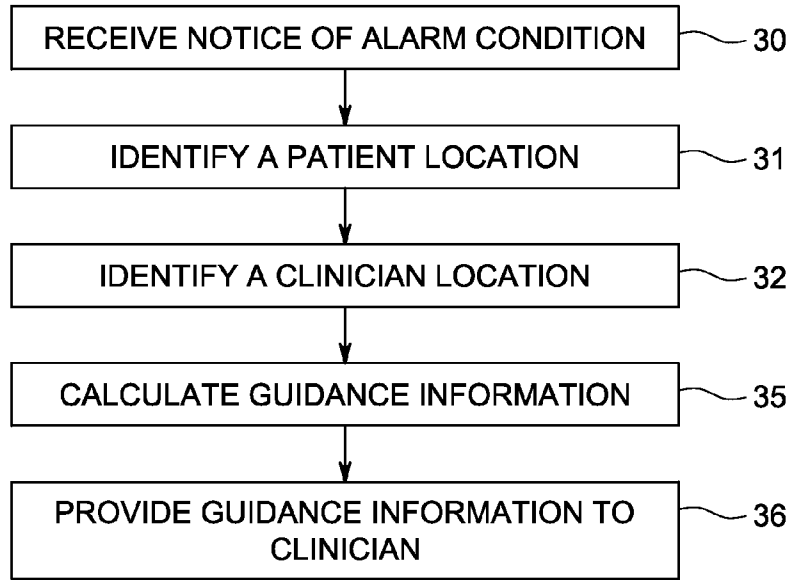 RECEIVE NOTICE OF ALARM CONDITION 30
IDENTIFY A PATIENT LOCATION 31
IDENTIFY A CLINICIAN LOCATION 32
CALCULATE GUIDANCE INFORMATION 35
PROVIDE GUIDANCE INFORMATION TO 36
CLINICIAN